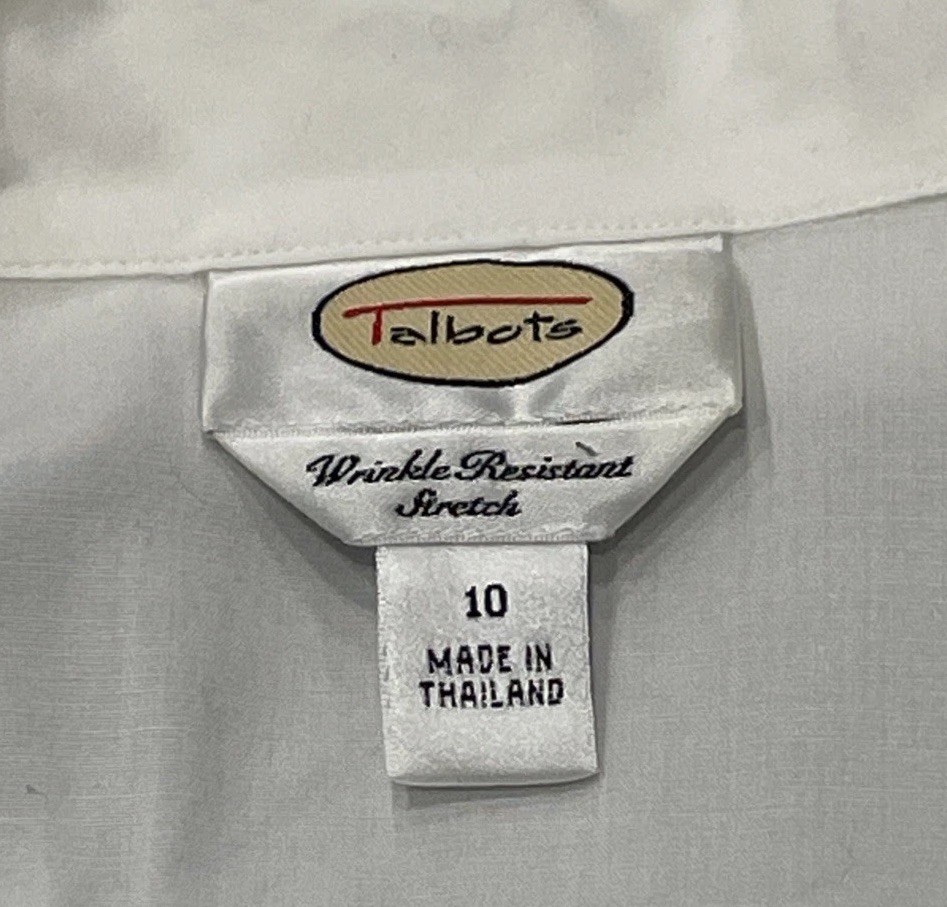 Talbots
Wrinkle Resistant
Stretch
10
MADE IN
THAILAND